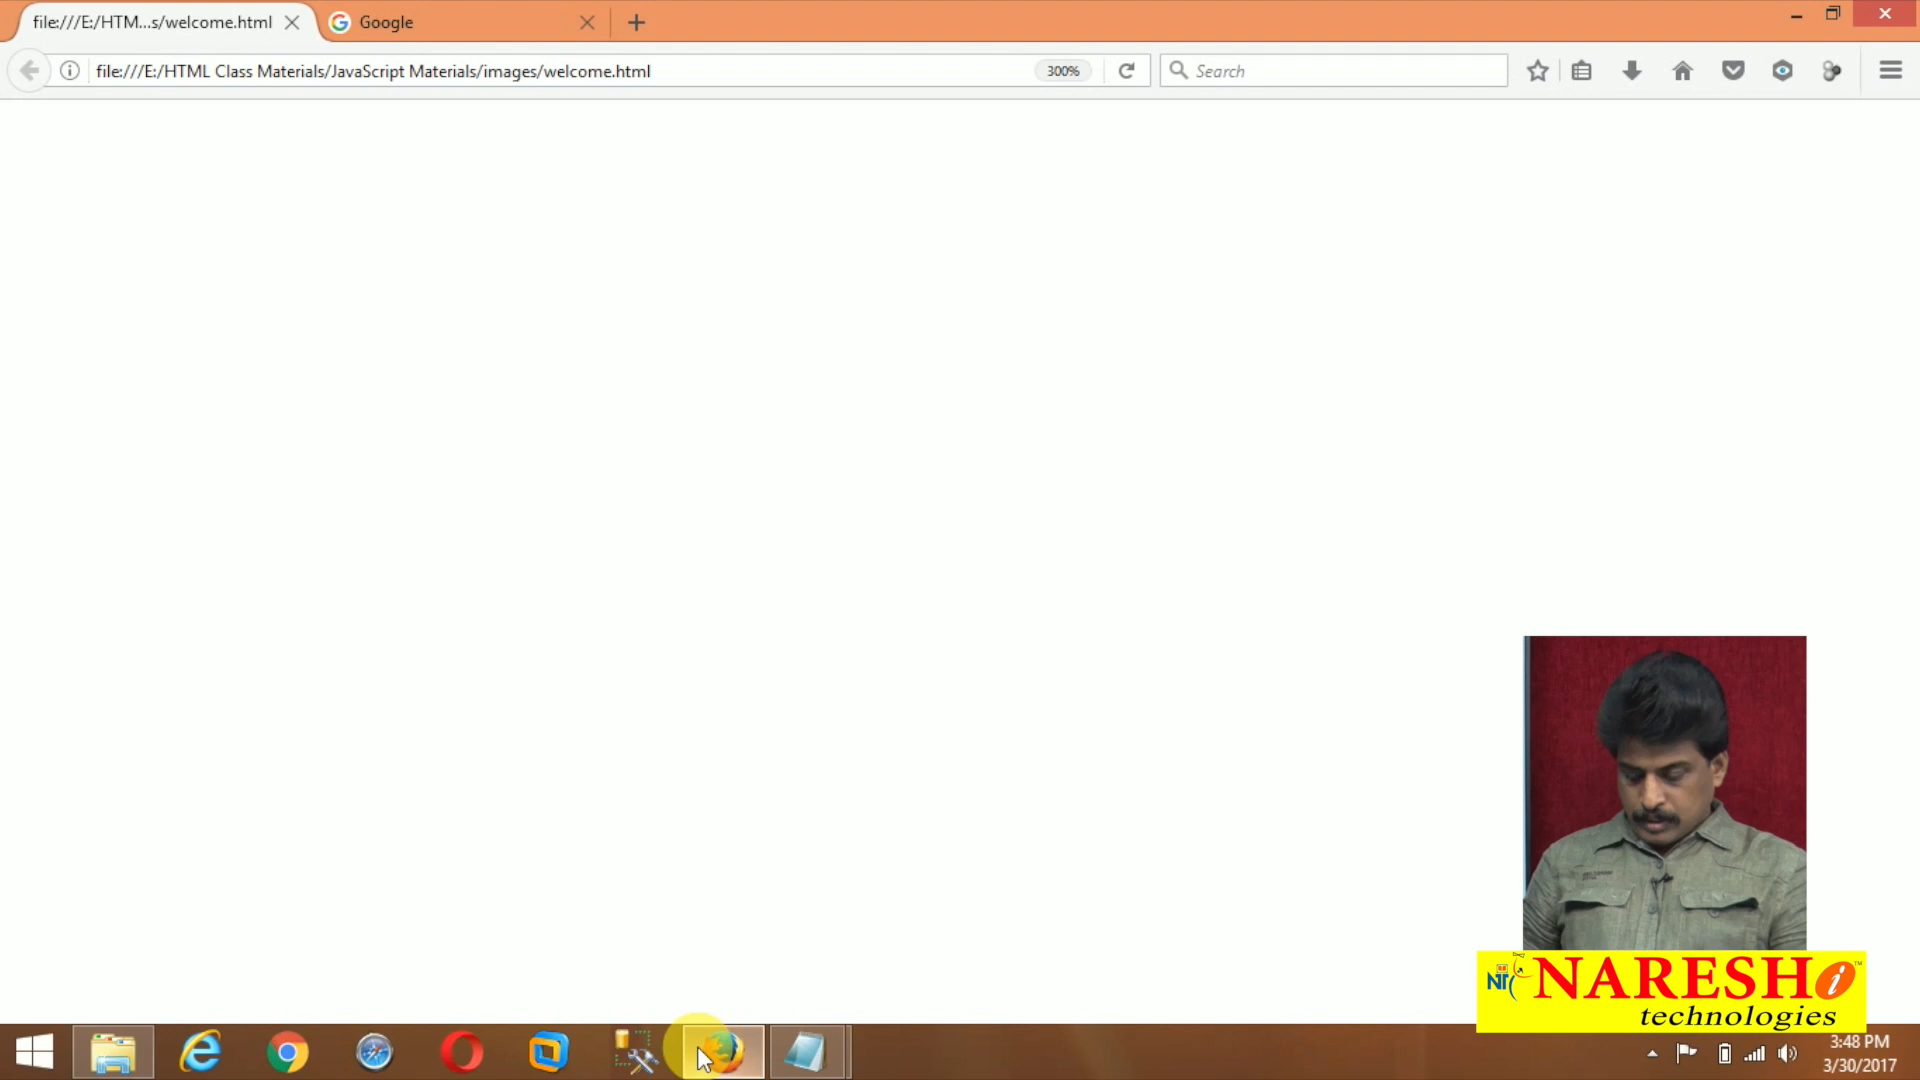 file:///E:/HTM...s/welcome.html
Google
file:///E:/HTML Class Materials/JavaScript Materials/images/welcome.html
300%
Search
NARESH i
technologies
3:48 PM
3/30/2017